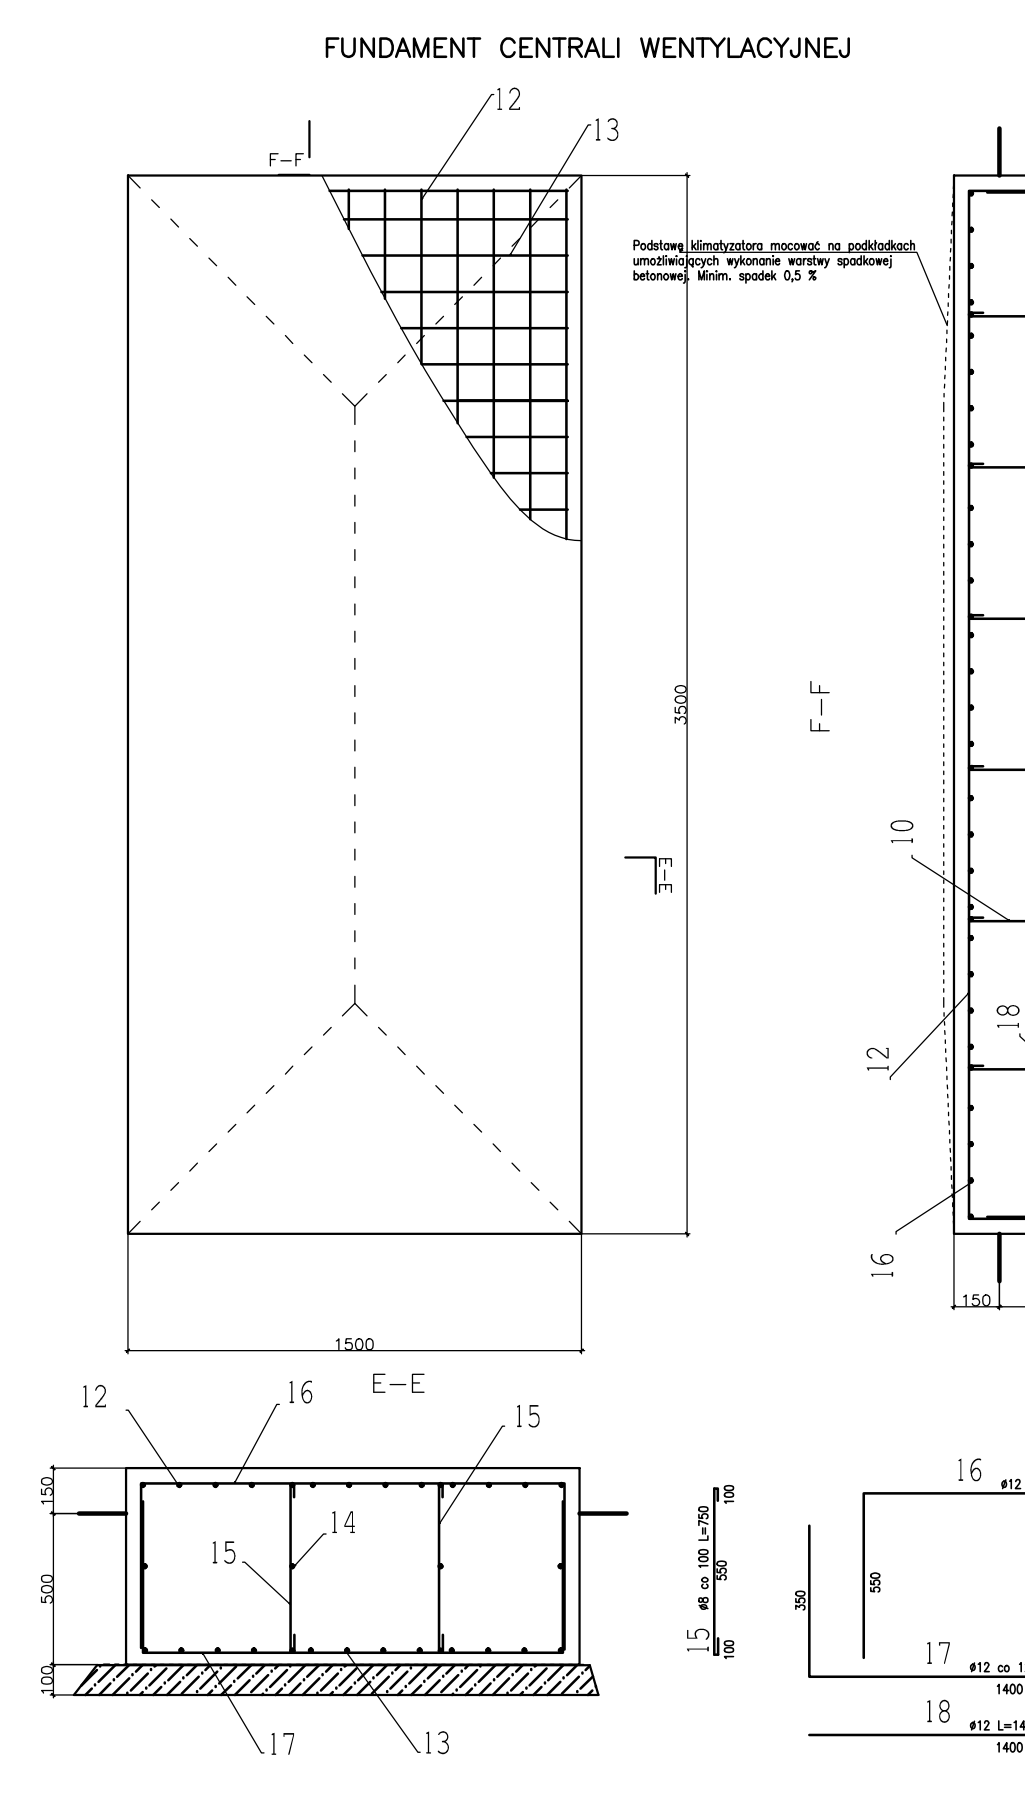 FUNDAMENT CENTRALI WENTYLACYJNEJ
12
13
F-F
Podstawę klimatyzatora mocować na podkładkach
umożliwiających wykonanie warstwy spadkowej
betonowej. Minim. spadek 0,5 %
3500
F-F
10
E-E
18
12
16
150
1500
E-E
12
16
15
14
15
150
500
100
17
13
100
15 ø8 co 100 L=750
550
100
16
ø12
550
350
17
ø12 co
1400
18
ø12 L=14
1400